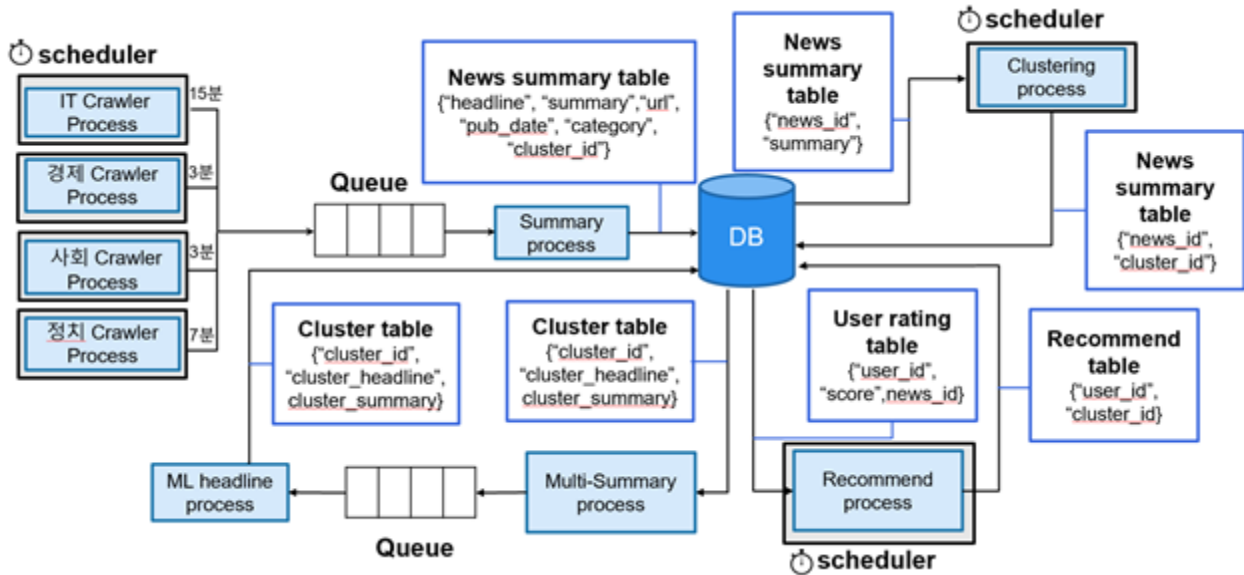 scheduler
IT Crawler
Process
15분
경제 Crawler
Process
3분
사회 Crawler
Process
3분
정치 Crawler
Process
7분
Queue
News summary table
{“headline”, “summary”,“url”,
“pub_date”, “category”,
“cluster_id”}
Summary
process
DB
News
summary
table
{“news_id”,
“summary”}
scheduler
Clustering
process
News
summary
table
{“news_id”,
“cluster_id”}
Cluster table
{“cluster_id”,
“cluster_headline”,
cluster_summary}
Cluster table
{“cluster_id”,
“cluster_headline”,
cluster_summary}
User rating
table
{“user_id”,
“score”,news_id}
Recommend
table
{“user_id”,
“cluster_id}
ML headline
process
Queue
Multi-Summary
process
Recommend
process
scheduler